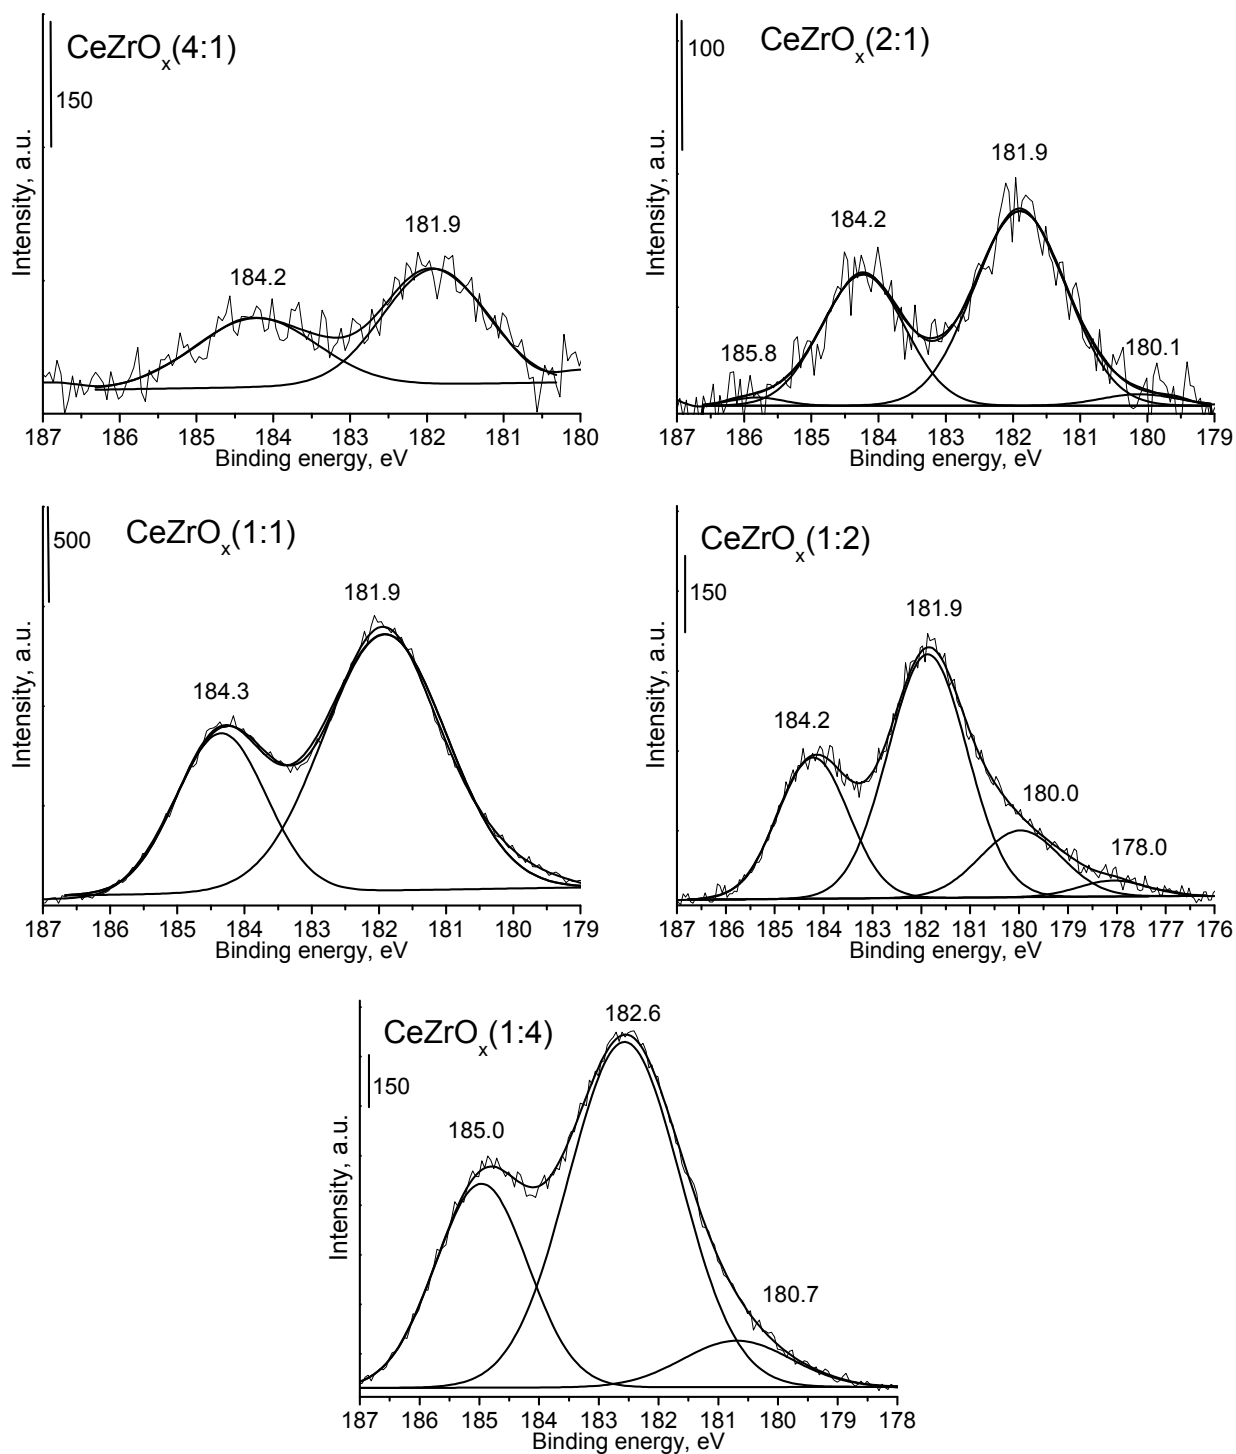 CeZrOx(4:1)
150
181.9
184.2
Intensity, a.u.
187 186 185 184 183 182 181 180
Binding energy, eV
CeZrOx(2:1)
100
181.9
184.2
185.8
180.1
Intensity, a.u.
187 186 185 184 183 182 181 180 179
Binding energy, eV
CeZrOx(1:1)
500
181.9
184.3
Intensity, a.u.
187 186 185 184 183 182 181 180 179
Binding energy, eV
CeZrOx(1:2)
150
181.9
184.2
180.0
178.0
Intensity, a.u.
187 186 185 184 183 182 181 180 179 178 177 176
Binding energy, eV
182.6
CeZrOx(1:4)
150
185.0
180.7
Intensity, a.u.
187 186 185 184 183 182 181 180 179 178
Binding energy, eV